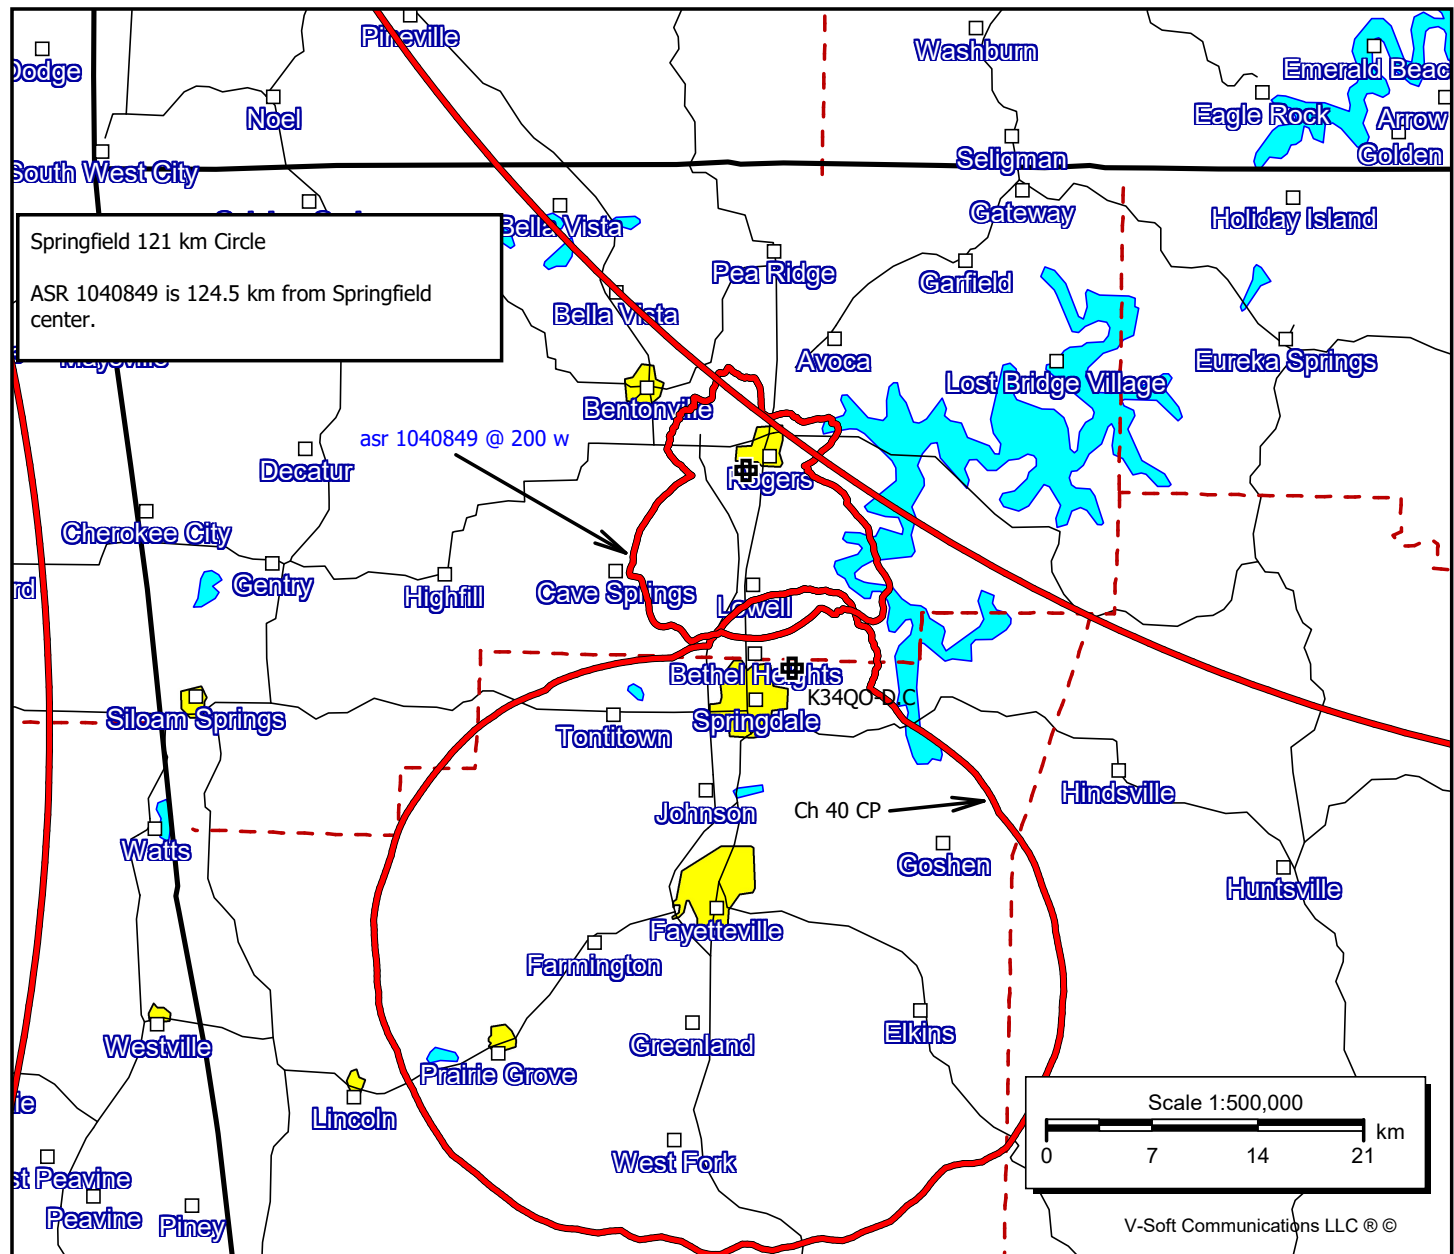 Pineville
Washburn
Dodge
Emerald Beac
Eagle Rock
Arrow
Noel
Golden
Seligman
South West City
Gateway
Holiday Island
Bella Vista
Springfield 121 km Circle
ASR 1040849 is 124.5 km from Springfield
center.
Pea Ridge
Garfield
Bella Vista
Avoca
Eureka Springs
Maysville
Lost Bridge Village
Bentonville
asr 1040849 @ 200 w
Decatur
Rogers
Cherokee City
rd
Gentry
Highfill
Cave Springs
Lowell
Bethel Heights
K34QO-D.C
Siloam Springs
Springdale
Tontitown
Hindsville
Johnson
Ch 40 CP
Watts
Goshen
Huntsville
Fayetteville
Farmington
Elkins
Westville
Greenland
Prairie Grove
ie
Lincoln
Scale 1:500,000
km
0 7 14 21
West Fork
st Peavine
Peavine
Piney
V-Soft Communications LLC ® ©